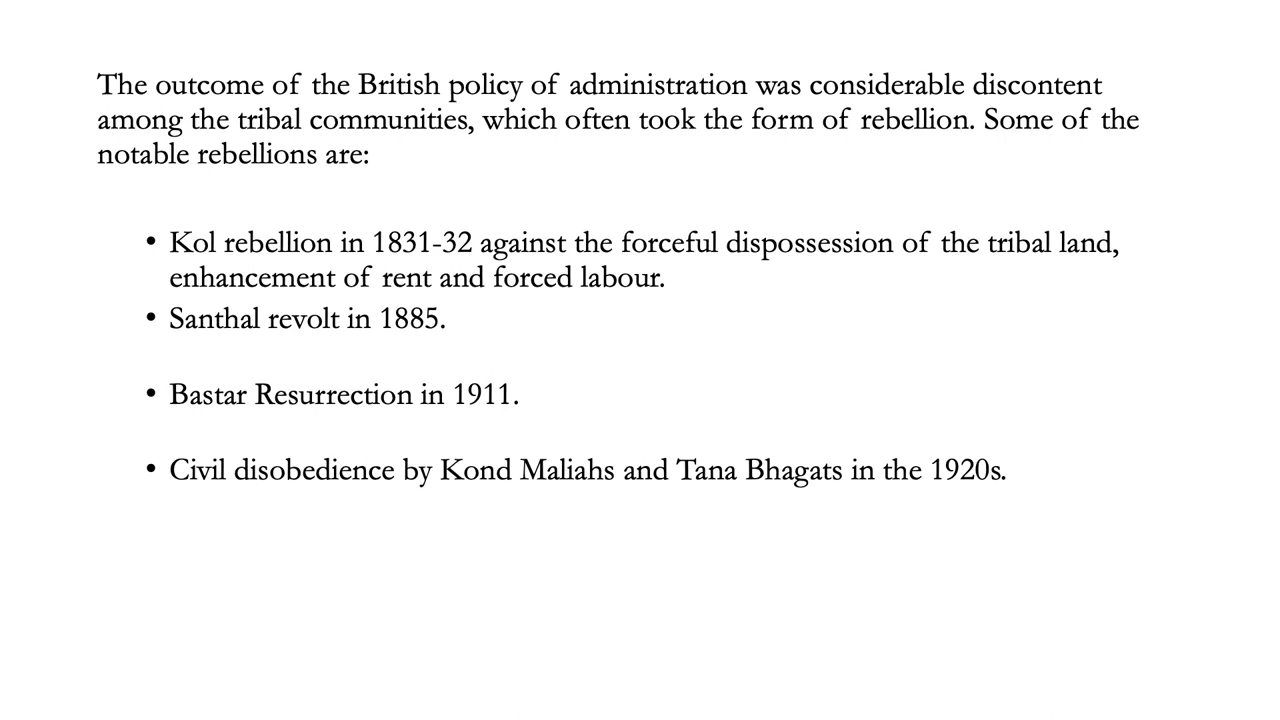 The outcome of the British policy of administration was considerable discontent
among the tribal communities, which often took the form of rebellion. Some of the
notable rebellions are:
• Kol rebellion in 1831-32 against the forceful dispossession of the tribal land,
enhancement of rent and forced labour.
• Santhal revolt in 1885.
• Bastar Resurrection in 1911.
• Civil disobedience by Kond Maliahs and Tana Bhagats in the 1920s.